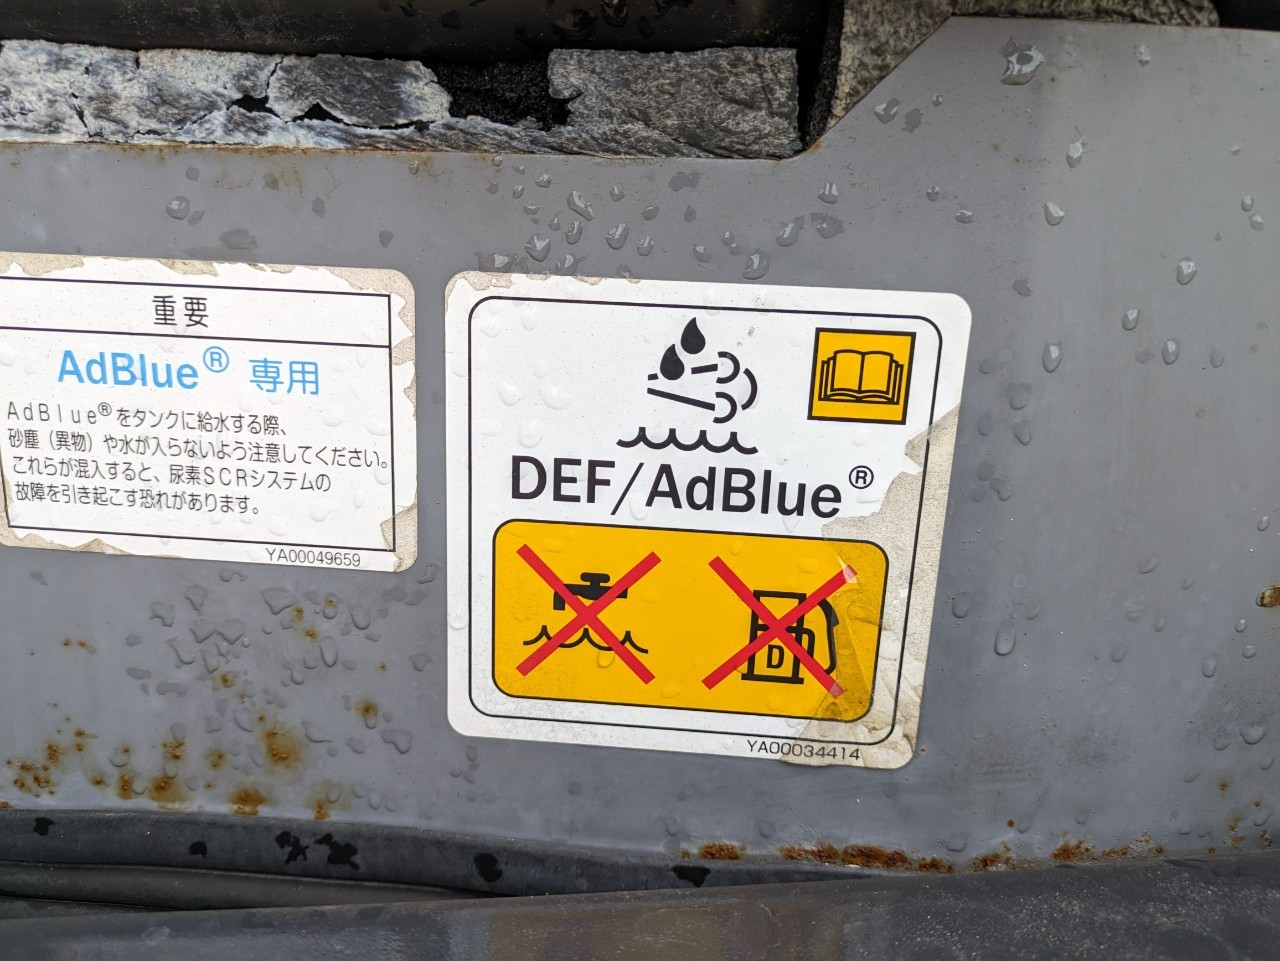 重要
AdBlue® 専用
AdBlue®をタンクに給水する際、
砂塵（異物）や水が入らないよう注意してください。
これらが混入すると、尿素SCRシステムの
故障を引き起こす恐れがあります。
YA00049659
DEF/AdBlue®
D
YA00034414